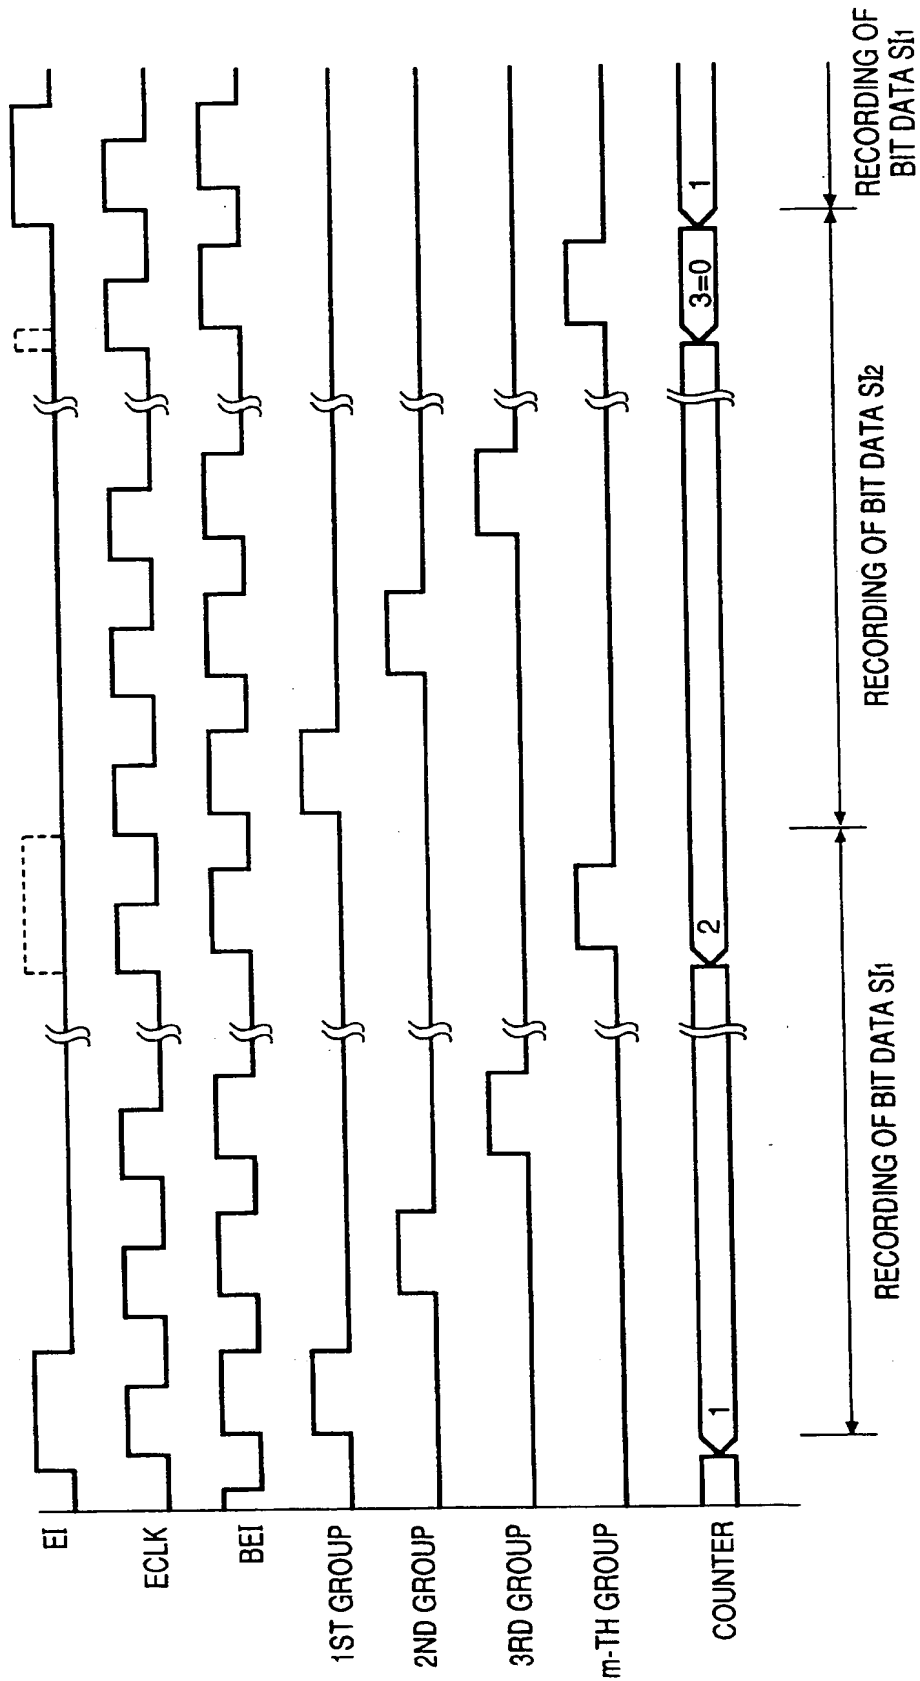 EI
ECLK
BEI
1ST GROUP
2ND GROUP
3RD GROUP
m-TH GROUP
COUNTER
1
2
3=0
1
RECORDING OF BIT DATA SI1
RECORDING OF BIT DATA SI2
RECORDING OF
BIT DATA SI1